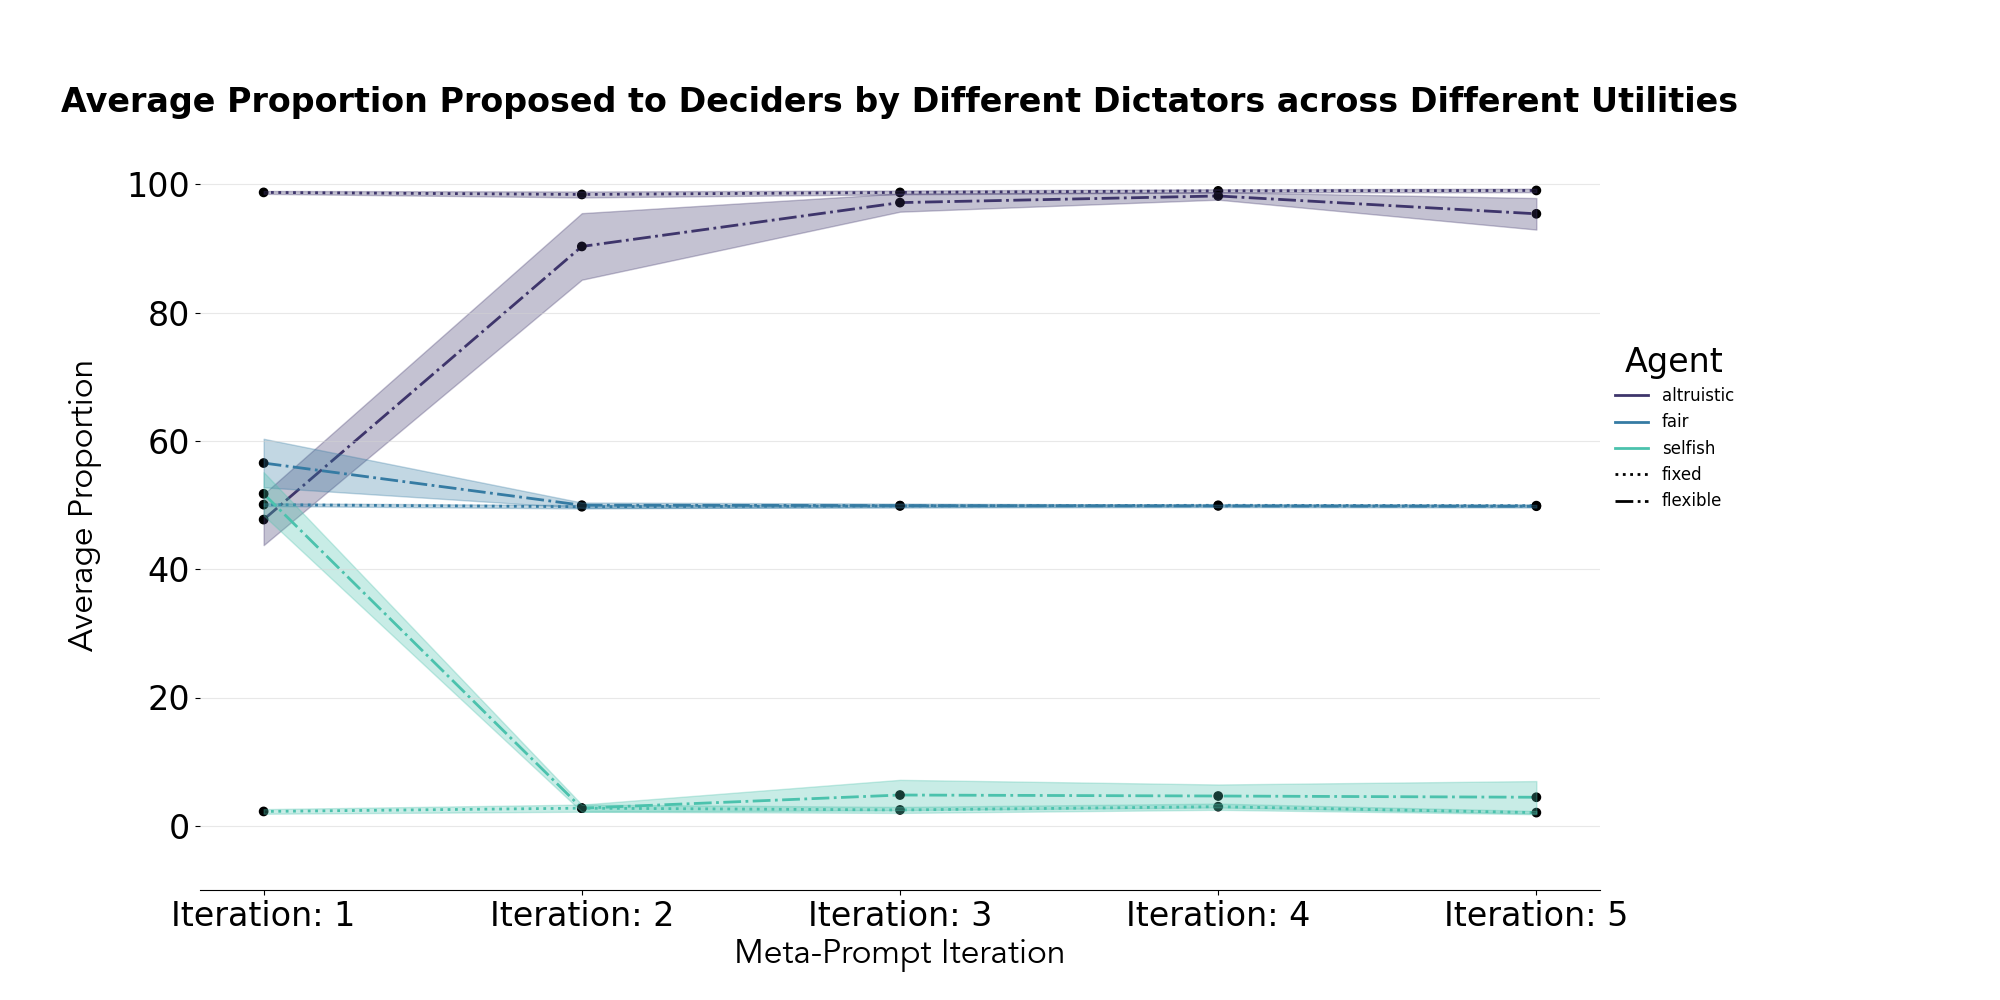 Average Proportion Proposed to Deciders by Different Dictators across Different Utilities
100
80
60
40
20
0
Average Proportion
Iteration: 1
Iteration: 2
Iteration: 3
Iteration: 4
Iteration: 5
Meta-Prompt Iteration
Agent
altruistic
fair
selfish
fixed
flexible